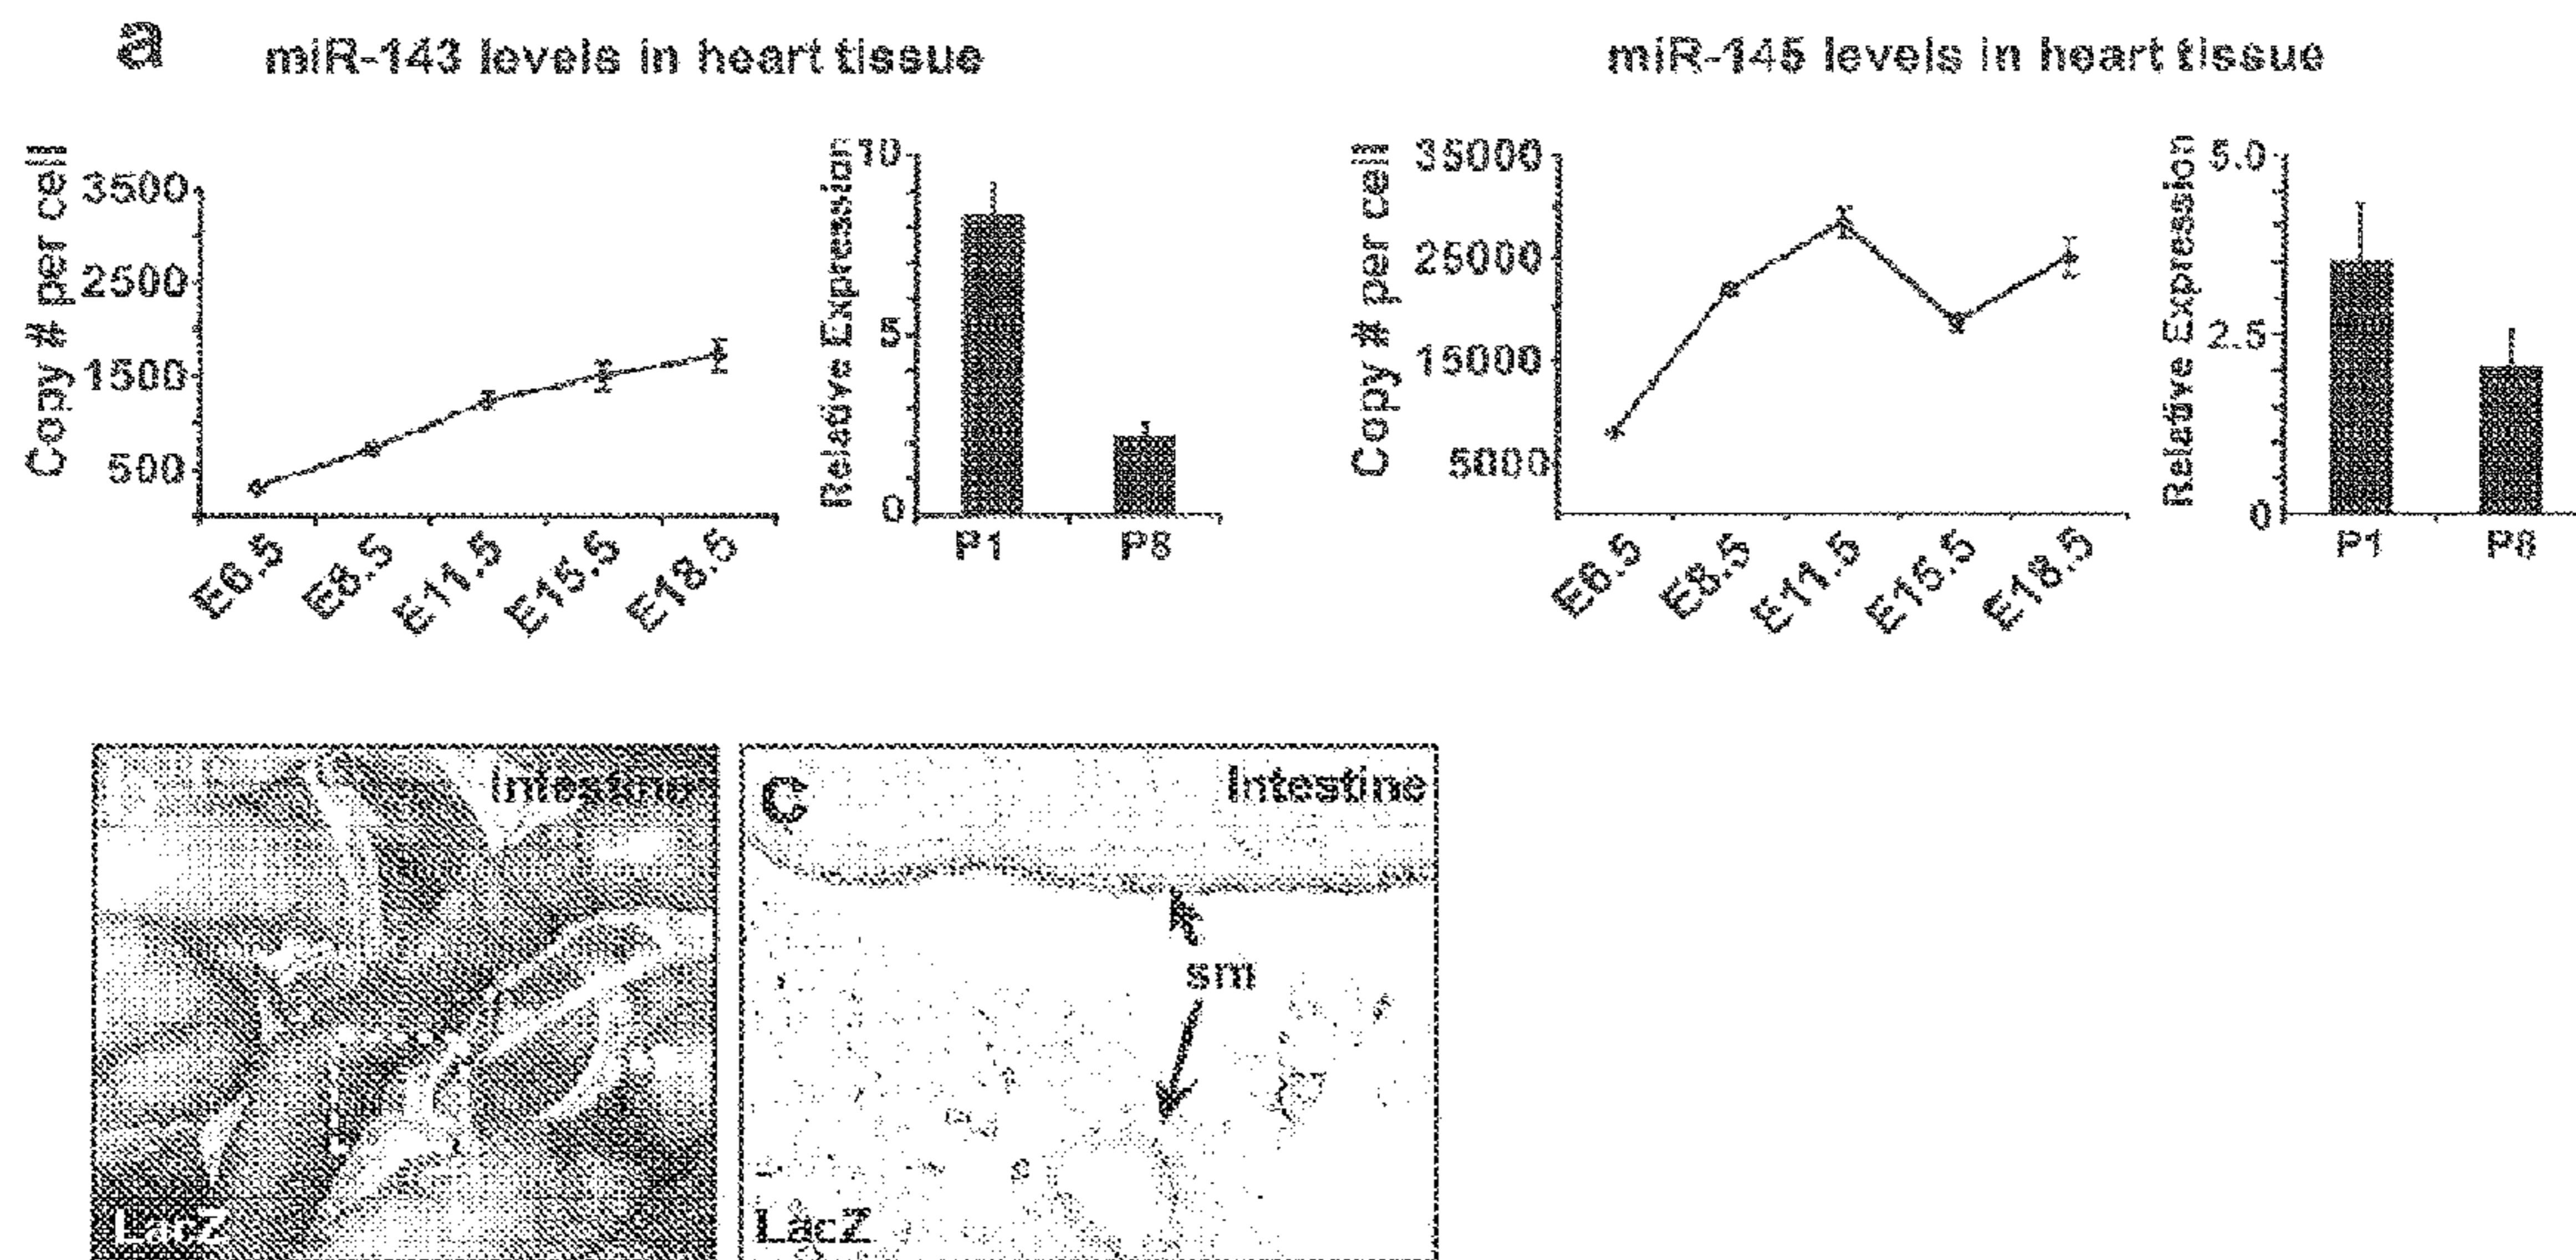 a
miR-143 levels in heart tissue
miR-145 levels in heart tissue
Copy # per cell
3500
2500
1500
500
E6.5
E8.5
E11.5
E15.5
E18.5
Relative Expression
10
5
0
P1
P8
Copy # per cell
35000
25000
15000
5000
E6.5
E8.5
E11.5
E15.5
E18.5
Relative Expression
5.0
2.5
0
P1
P8
Intestine
LacZ
C
Intestine
sm
LacZ